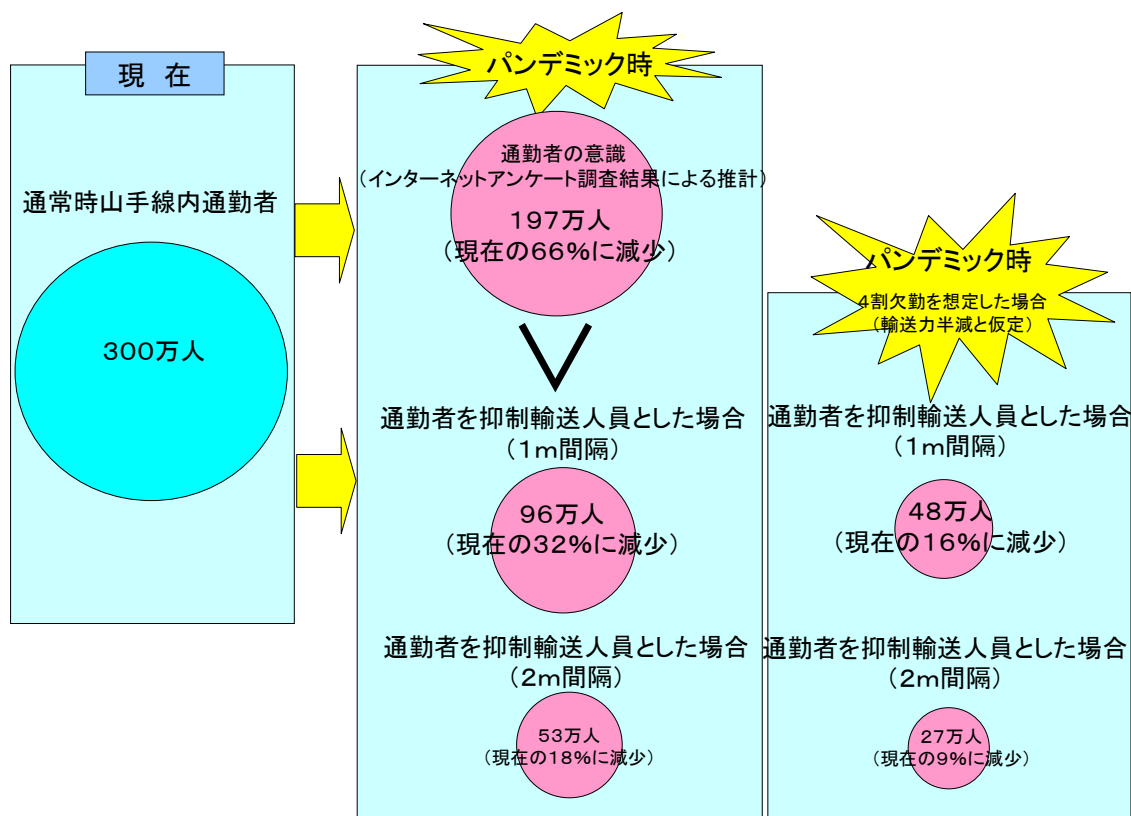 現 在
通常時山手線内通勤者
300万人
パンデミック時
通勤者の意識
（インターネットアンケート調査結果による推計）
197万人
（現在の66%に減少）
通勤者を抑制輸送人員とした場合
（1m間隔）
96万人
（現在の32%に減少）
通勤者を抑制輸送人員とした場合
（2m間隔）
53万人
（現在の18%に減少）
パンデミック時
4割欠勤を想定した場合
（輸送力半減と仮定）
通勤者を抑制輸送人員とした場合
（1m間隔）
48万人
（現在の16%に減少）
通勤者を抑制輸送人員とした場合
（2m間隔）
27万人
（現在の9%に減少）